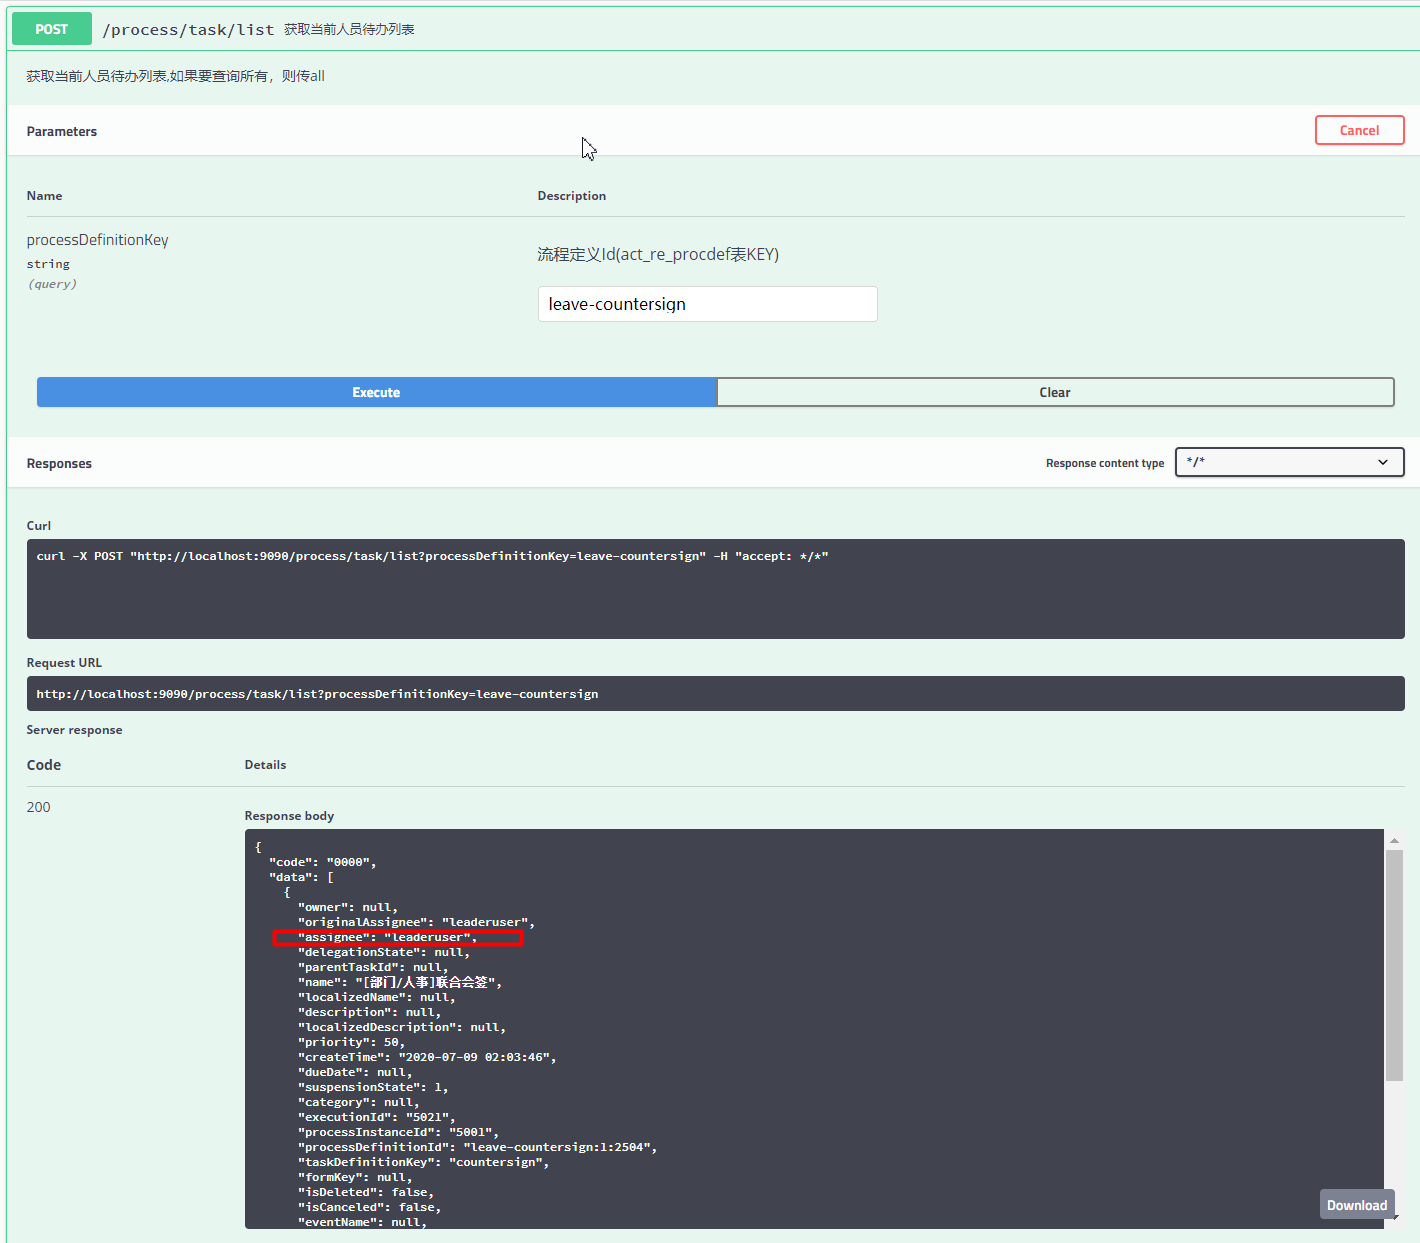 POST /process/task/list 获取当前人员待办列表
获取当前人员待办列表,如果要查询所有，则传all
Parameters
Cancel
Name Description
processDefinitionKey
string
(query)
流程定义Id(act_re_procdef表KEY)
leave-countersign
Execute Clear
Responses Response content type */*
Curl
curl -X POST "http://localhost:9090/process/task/list?processDefinitionKey=leave-countersign" -H "accept: */*"
Request URL
http://localhost:9090/process/task/list?processDefinitionKey=leave-countersign
Server response
Code Details
200
Response body
{
"code": "0000",
"data": [
{
"owner": null,
"originalAssignee": "leaderuser",
"assignee": "leaderuser",
"delegationState": null,
"parentTaskId": null,
"name": "[部门/人事]联合会签",
"localizedName": null,
"description": null,
"localizedDescription": null,
"priority": 50,
"createTime": "2020-07-09 02:03:46",
"dueDate": null,
"suspensionState": 1,
"category": null,
"executionId": "5021",
"processInstanceId": "5001",
"processDefinitionId": "leave-countersign:1:2504",
"taskDefinitionKey": "countersign",
"formKey": null,
"isDeleted": false,
"isCanceled": false,
"eventName": null,
Download